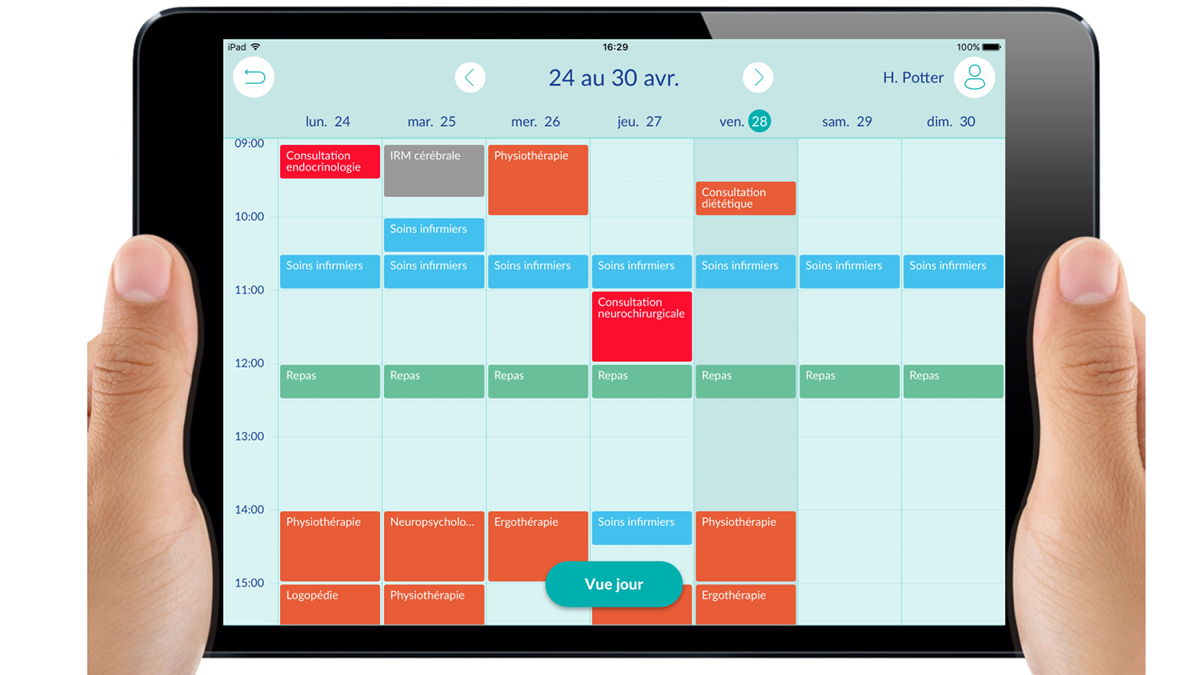 iPad
16:29
100%
24 au 30 avr.
H. Potter
lun. 24
mar. 25
mer. 26
jeu. 27
ven. 28
sam. 29
dim. 30
09:00
Consultation
endocrinologie
IRM cérébrale
Physiothérapie
Consultation
diététique
10:00
Soins infirmiers
Soins infirmiers
Soins infirmiers
Soins infirmiers
Soins infirmiers
Soins infirmiers
Soins infirmiers
Soins infirmiers
11:00
Consultation
neurochirurgicale
12:00
Repas
Repas
Repas
Repas
Repas
Repas
Repas
13:00
14:00
Physiothérapie
Neuropsycholo...
Ergothérapie
Soins infirmiers
Physiothérapie
15:00
Vue jour
Logopédie
Physiothérapie
Ergothérapie